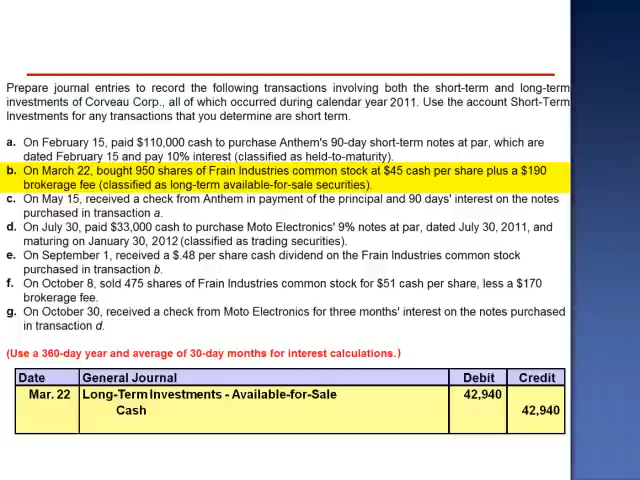 Prepare journal entries to record the following transactions involving both the short-term and long-term
investments of Corveau Corp., all of which occurred during calendar year 2011. Use the account Short-Term
Investments for any transactions that you determine are short term.
a. On February 15, paid $110,000 cash to purchase Anthem's 90-day short-term notes at par, which are
dated February 15 and pay 10% interest (classified as held-to-maturity).
b. On March 22, bought 950 shares of Frain Industries common stock at $45 cash per share plus a $190
brokerage fee (classified as long-term available-for-sale securities).
c. On May 15, received a check from Anthem in payment of the principal and 90 days' interest on the notes
purchased in transaction a.
d. On July 30, paid $33,000 cash to purchase Moto Electronics' 9% notes at par, dated July 30, 2011, and
maturing on January 30, 2012 (classified as trading securities).
e. On September 1, received a $.48 per share cash dividend on the Frain Industries common stock
purchased in transaction b.
f. On October 8, sold 475 shares of Frain Industries common stock for $51 cash per share, less a $170
brokerage fee.
g. On October 30, received a check from Moto Electronics for three months' interest on the notes purchased
in transaction d.
(Use a 360-day year and average of 30-day months for interest calculations.)
Date General Journal Debit Credit
Mar. 22 Long-Term Investments - Available-for-Sale 42,940
Cash 42,940